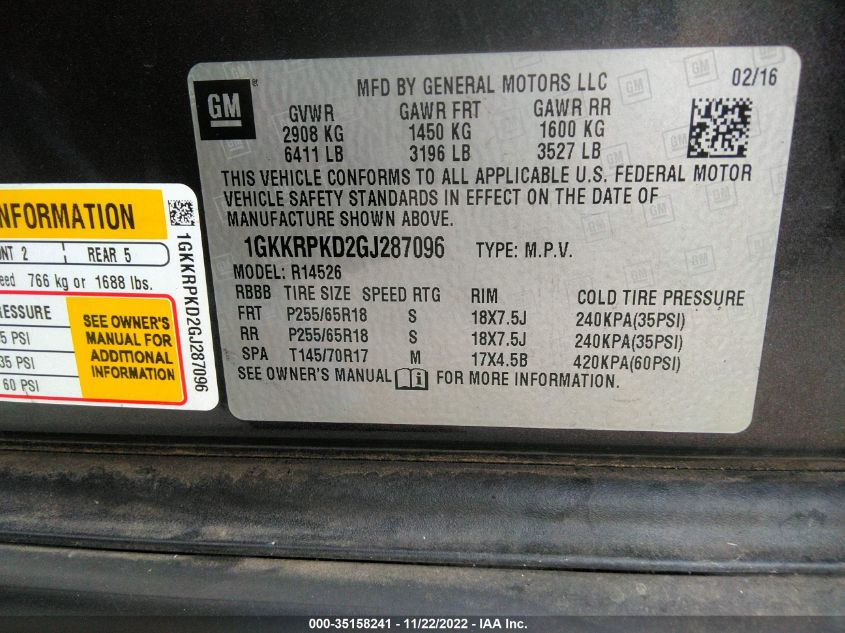 MFD BY GENERAL MOTORS LLC 02/16
GM ®
GVWR GAWR FRT GAWR RR
2908 KG 1450 KG 1600 KG
6411 LB 3196 LB 3527 LB
THIS VEHICLE CONFORMS TO ALL APPLICABLE U.S. FEDERAL MOTOR
VEHICLE SAFETY STANDARDS IN EFFECT ON THE DATE OF
MANUFACTURE SHOWN ABOVE.
1GKKRPKD2GJ287096 TYPE: M.P.V.
MODEL: R14526
RBBB TIRE SIZE SPEED RTG RIM COLD TIRE PRESSURE
FRT P255/65R18 S 18X7.5J 240KPA(35PSI)
RR P255/65R18 S 18X7.5J 240KPA(35PSI)
SPA T145/70R17 M 17X4.5B 420KPA(60PSI)
SEE OWNER'S MANUAL FOR MORE INFORMATION.
INFORMATION
2 REAR 5
766 kg or 1688 lbs.
5 PSI
35 PSI
60 PSI
SEE OWNER'S
MANUAL FOR
ADDITIONAL
INFORMATION
1GKKRPKD2GJ287096
000-35158241 - 11/22/2022 - IAA Inc.